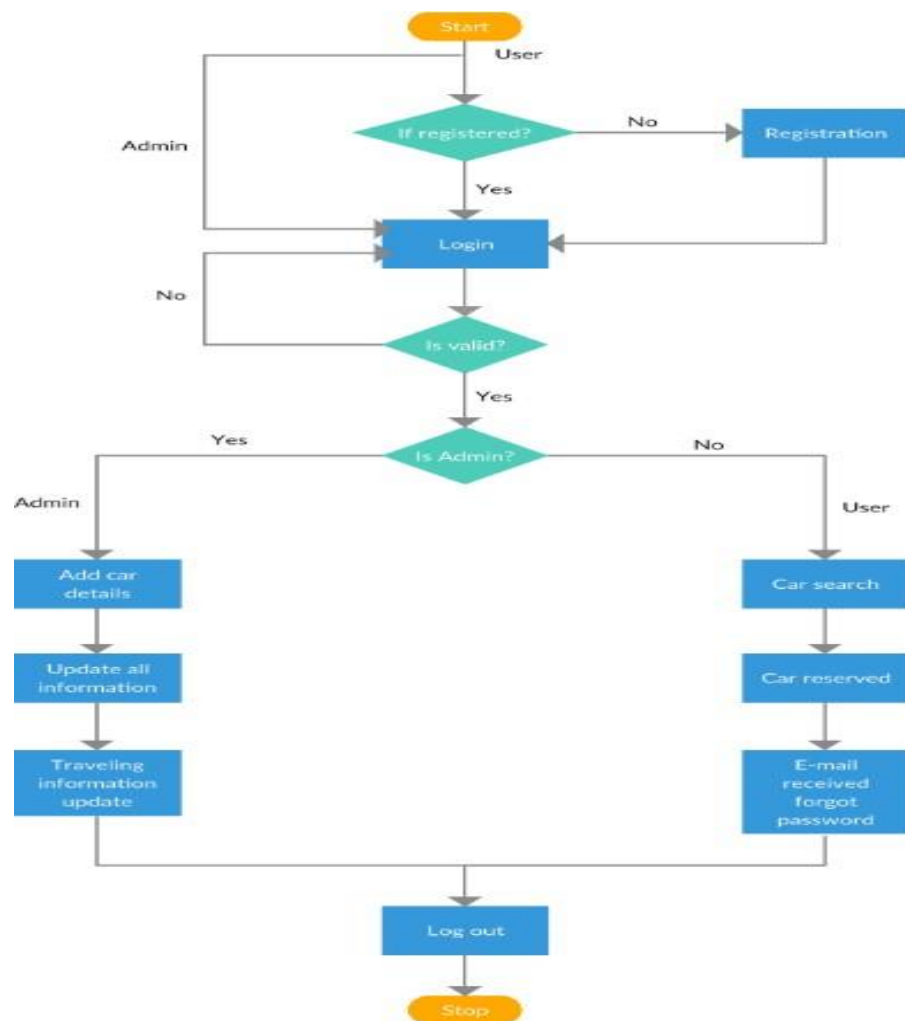 Start
User
If registered?
No
Registration
Admin
Yes
Login
No
Is valid?
Yes
Yes
Is Admin?
No
Admin
User
Add car
details
Car search
Update all
information
Car reserved
Traveling
information
update
E-mail
received
forgot
password
Log out
Stop